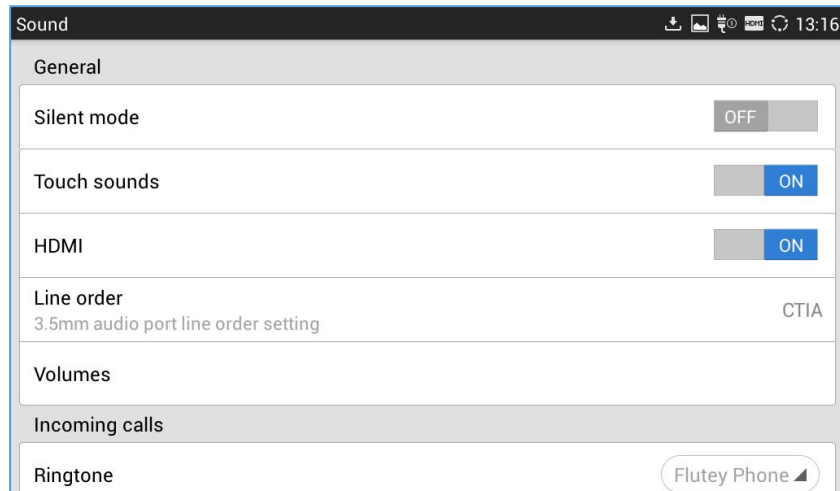 Sound HDMI 13:16
General
Silent mode OFF
Touch sounds ON
HDMI ON
Line order
3.5mm audio port line order setting CTIA
Volumes
Incoming calls
Ringtone Flutey Phone